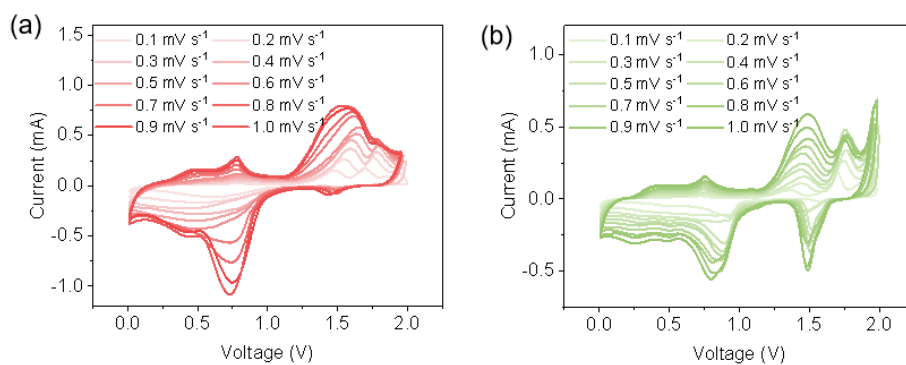 (a)
1.5
1.0
0.5
0.0
-0.5
-1.0
Current (mA)
0.1 mV s⁻¹ 0.2 mV s⁻¹
0.3 mV s⁻¹ 0.4 mV s⁻¹
0.5 mV s⁻¹ 0.6 mV s⁻¹
0.7 mV s⁻¹ 0.8 mV s⁻¹
0.9 mV s⁻¹ 1.0 mV s⁻¹
0.0 0.5 1.0 1.5 2.0
Voltage (V)
(b)
1.0
0.5
0.0
-0.5
Current (mA)
0.1 mV s⁻¹ 0.2 mV s⁻¹
0.3 mV s⁻¹ 0.4 mV s⁻¹
0.5 mV s⁻¹ 0.6 mV s⁻¹
0.7 mV s⁻¹ 0.8 mV s⁻¹
0.9 mV s⁻¹ 1.0 mV s⁻¹
0.0 0.5 1.0 1.5 2.0
Voltage (V)